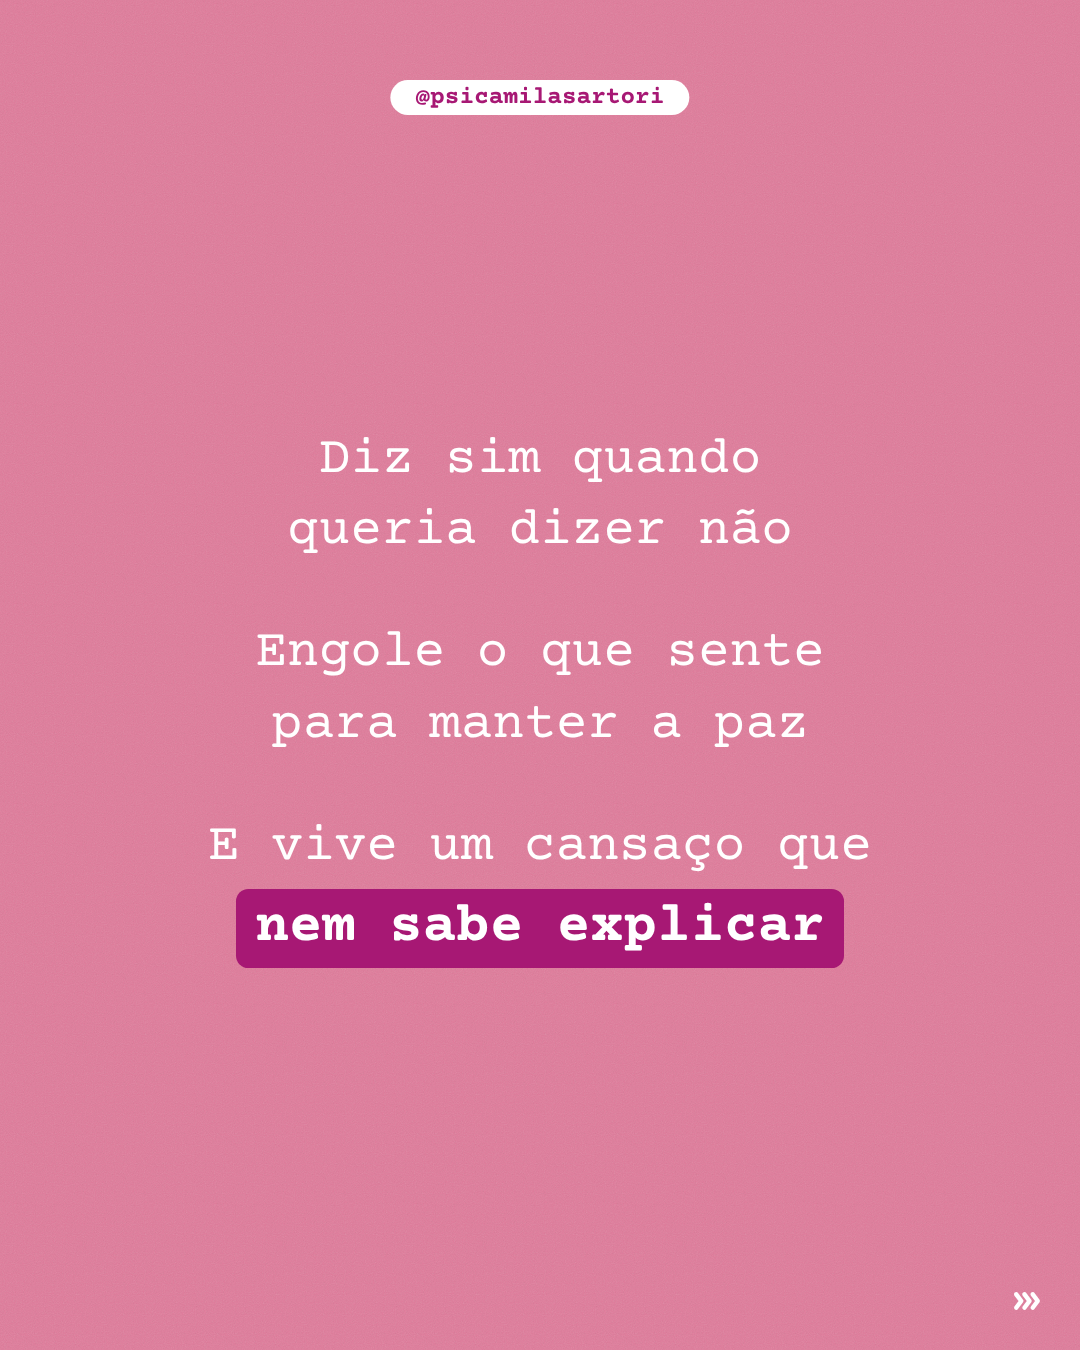 @psicamilasartori
Diz sim quando
queria dizer não
Engole o que sente
para manter a paz
E vive um cansaço que
nem sabe explicar